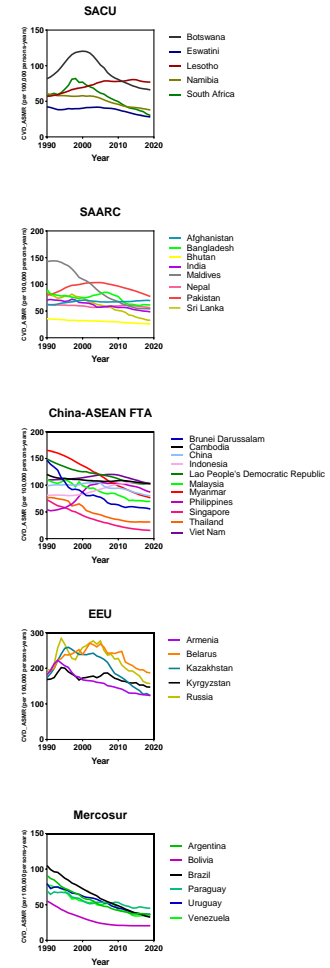 SACU
150
100
50
0
1990
2000
2010
2020
Year
CVD_ASMR (per 100,000 persons-years)
Botswana
Eswatini
Lesotho
Namibia
South Africa
SAARC
200
150
100
50
0
1990
2000
2010
2020
Year
CVD_ASMR (per 100,000 persons-years)
Afghanistan
Bangladesh
Bhutan
India
Maldives
Nepal
Pakistan
Sri Lanka
China-ASEAN FTA
200
150
100
50
0
1990
2000
2010
2020
Year
CVD_ASMR (per 100,000 persons-years)
Brunei Darussalam
Cambodia
China
Indonesia
Lao People's Democratic Republic
Malaysia
Myanmar
Philippines
Singapore
Thailand
Viet Nam
EEU
300
200
100
0
1990
2000
2010
2020
Year
CVD_ASMR (per 100,000 persons-years)
Armenia
Belarus
Kazakhstan
Kyrgyzstan
Russia
Mercosur
150
100
50
0
1990
2000
2010
2020
Year
CVD_ASMR (per 100,000 persons-years)
Argentina
Bolivia
Brazil
Paraguay
Uruguay
Venezuela